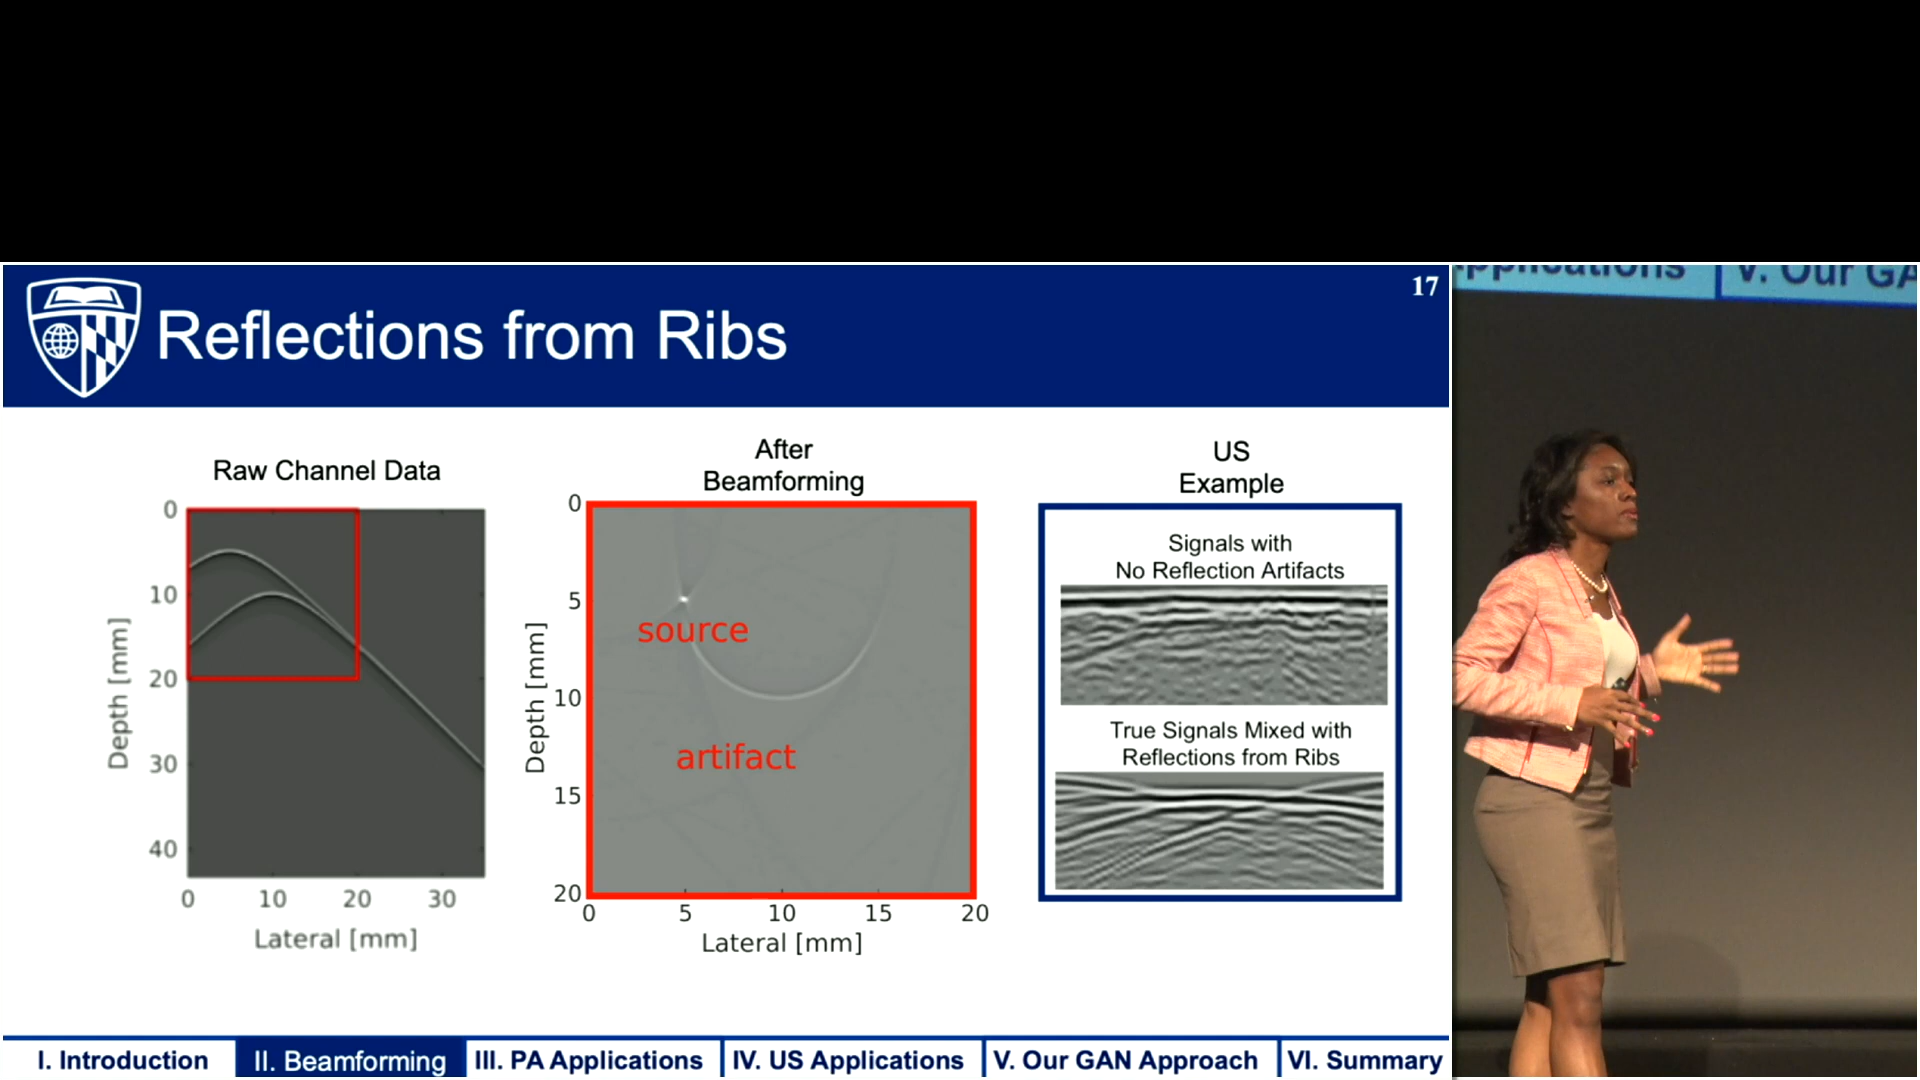 17
Reflections from Ribs
Raw Channel Data
0
10
20
30
40
Depth [mm]
0 10 20 30
Lateral [mm]
After
Beamforming
0
5
10
15
20
Depth [mm]
source
artifact
0 5 10 15 20
Lateral [mm]
US
Example
Signals with
No Reflection Artifacts
True Signals Mixed with
Reflections from Ribs
I. Introduction II. Beamforming III. PA Applications IV. US Applications V. Our GAN Approach VI. Summary
pplications V. Our GA